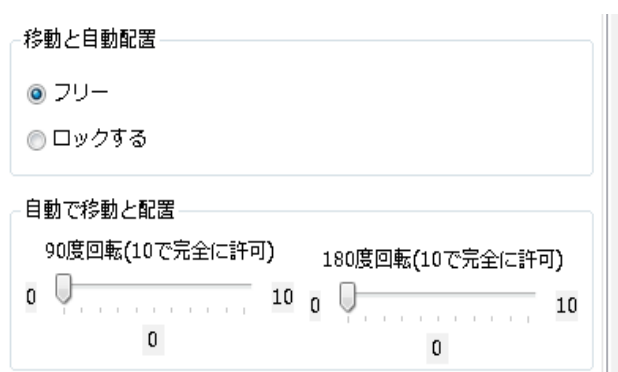 移動と自動配置
フリー
ロックする
自動で移動と配置
90度回転(10で完全に許可)
0 10
0
180度回転(10で完全に許可)
0 10
0